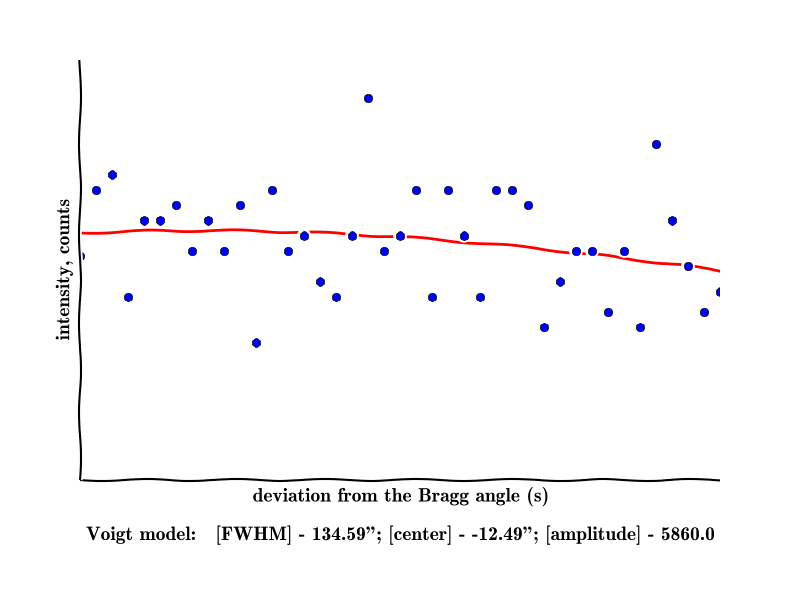 intensity, counts
deviation from the Bragg angle (s)
Voigt model: [FWHM] - 134.59”; [center] - -12.49”; [amplitude] - 5860.0